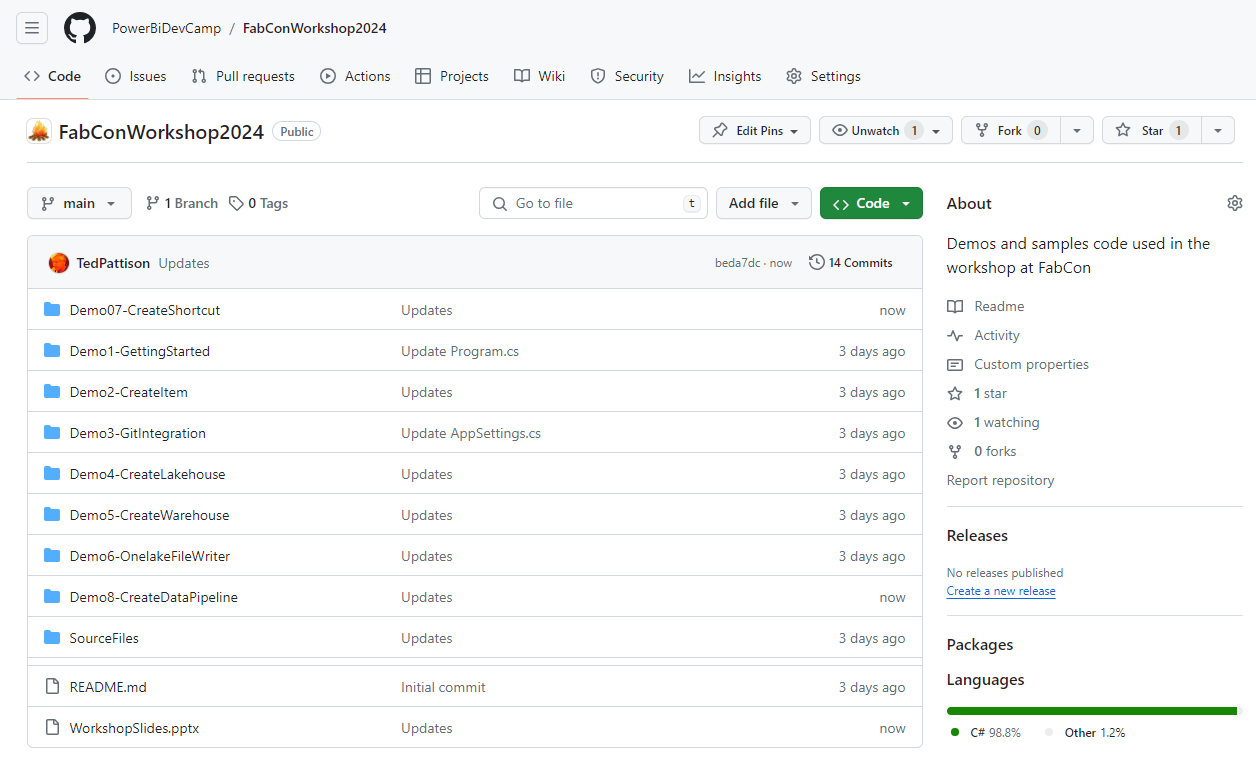 PowerBiDevCamp / FabConWorkshop2024
Code Issues Pull requests Actions Projects Wiki Security Insights Settings
FabConWorkshop2024 Public Edit Pins Unwatch 1 Fork 0 Star 1
main 1 Branch 0 Tags Go to file t Add file Code
TedPattison Updates beda7dc · now 14 Commits
Demo07-CreateShortcut Updates now
Demo1-GettingStarted Update Program.cs 3 days ago
Demo2-CreateItem Updates 3 days ago
Demo3-GitIntegration Update AppSettings.cs 3 days ago
Demo4-CreateLakehouse Updates 3 days ago
Demo5-CreateWarehouse Updates 3 days ago
Demo6-OnelakeFileWriter Updates 3 days ago
Demo8-CreateDataPipeline Updates now
SourceFiles Updates 3 days ago
README.md Initial commit 3 days ago
WorkshopSlides.pptx Updates now
About
Demos and samples code used in the
workshop at FabCon
Readme
Activity
Custom properties
1 star
1 watching
0 forks
Report repository
Releases
No releases published
Create a new release
Packages
Languages
C# 98.8% Other 1.2%